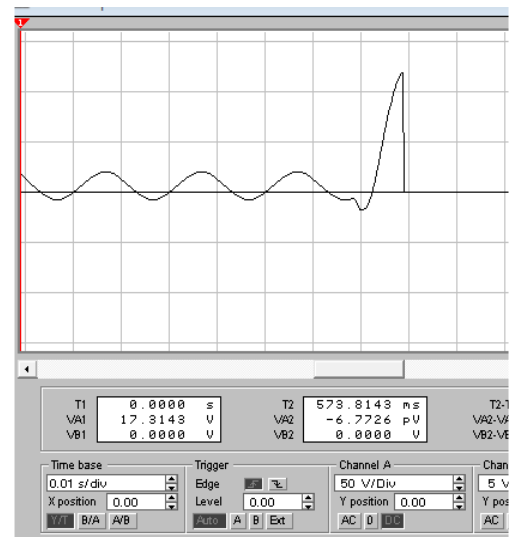 1
T1 0.0000 s T2 573.8143 ms T2-T
VA1 17.3143 V VA2 -6.7726 pV VA2-VA
VB1 0.0000 V VB2 0.0000 V VB2-VB
Time base Trigger Channel A Chan
0.01 s/div Edge 50 V/Div 5 V
X position 0.00 Level 0.00 Y position 0.00 Y pos
Y/T B/A A/B Auto A B Ext AC 0 DC AC